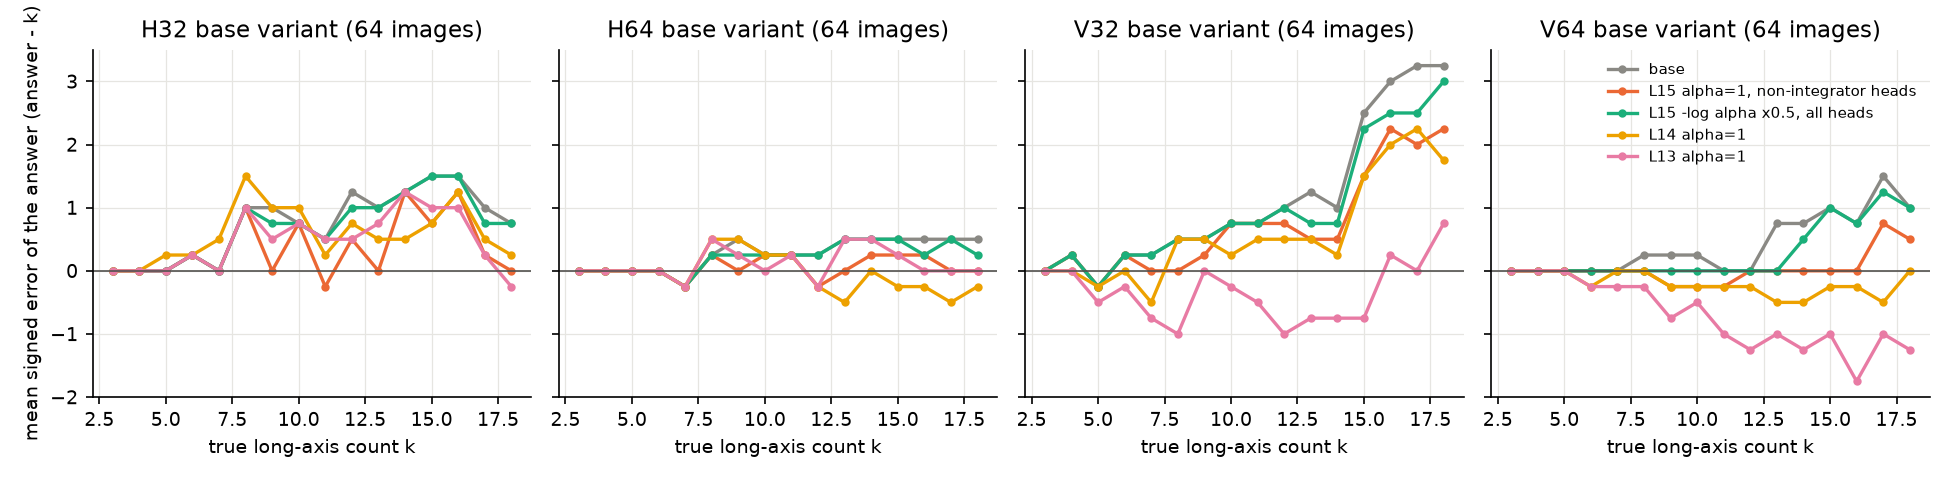 H32 base variant (64 images)
H64 base variant (64 images)
V32 base variant (64 images)
V64 base variant (64 images)
mean signed error of the answer (answer - k)
3
2
1
0
−1
−2
base
L15 alpha=1, non-integrator heads
L15 -log alpha x0.5, all heads
L14 alpha=1
L13 alpha=1
2.5 5.0 7.5 10.0 12.5 15.0 17.5
2.5 5.0 7.5 10.0 12.5 15.0 17.5
2.5 5.0 7.5 10.0 12.5 15.0 17.5
2.5 5.0 7.5 10.0 12.5 15.0 17.5
true long-axis count k
true long-axis count k
true long-axis count k
true long-axis count k